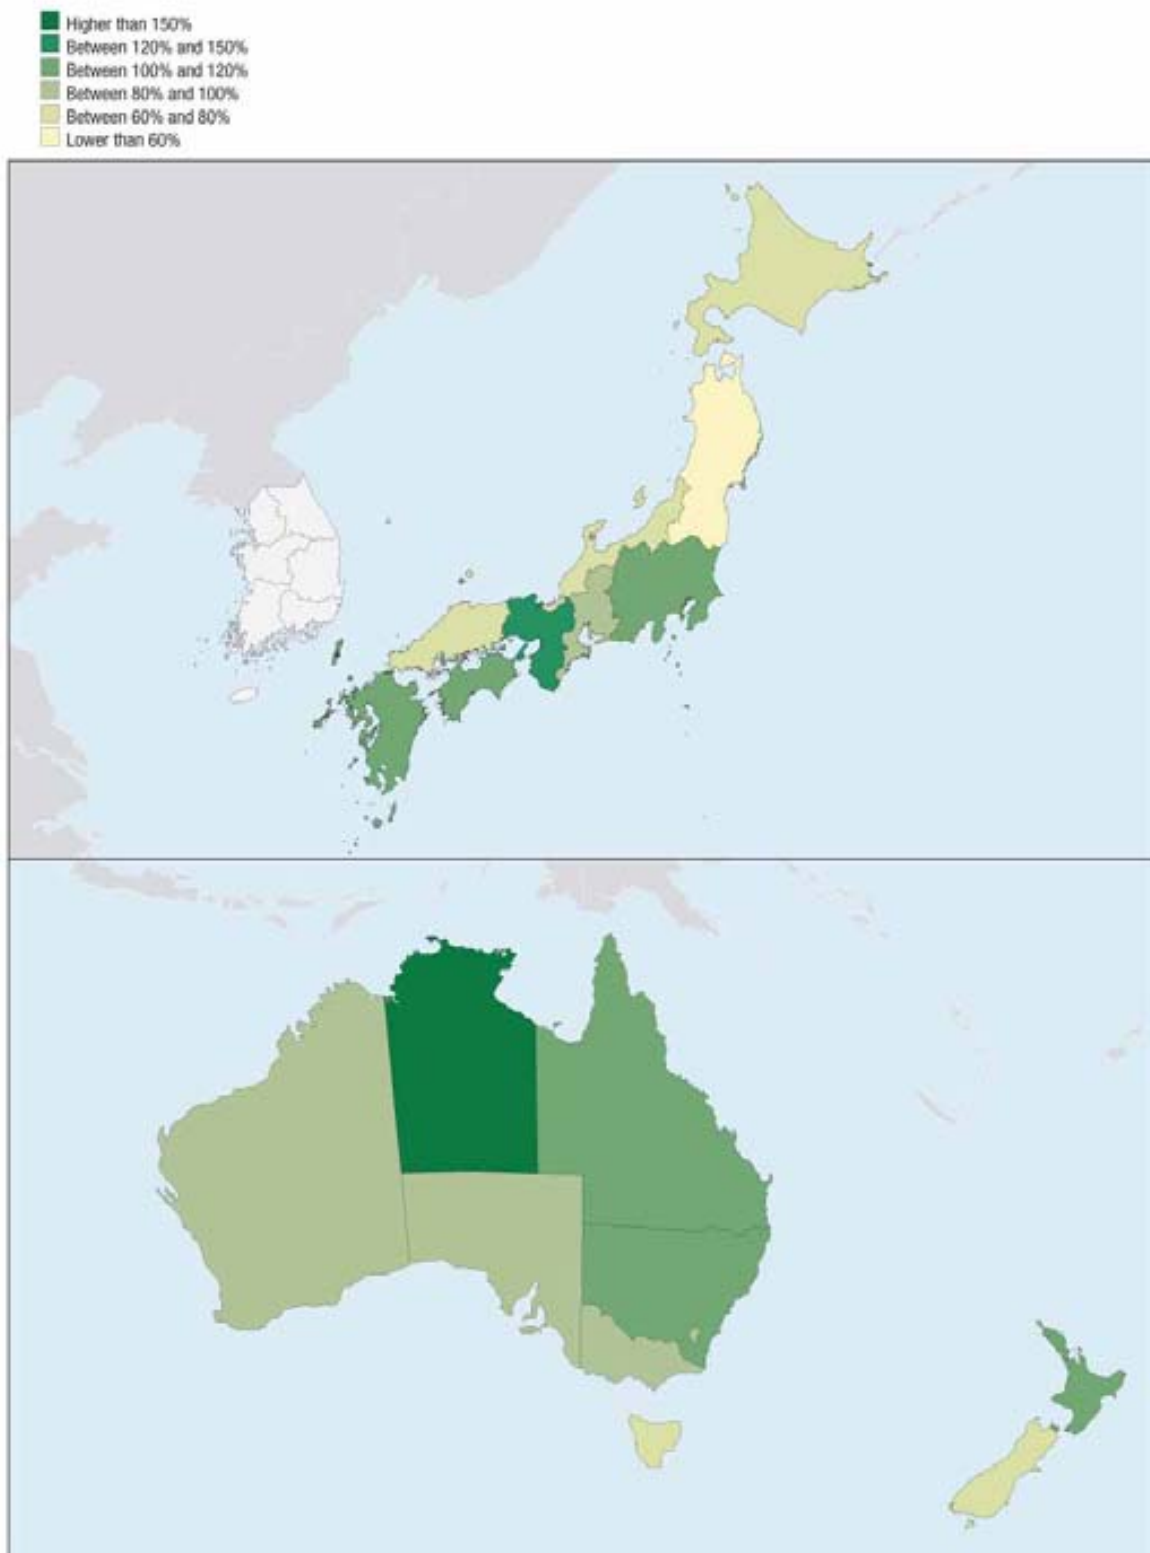 Higher than 150%
Between 120% and 150%
Between 100% and 120%
Between 80% and 100%
Between 60% and 80%
Lower than 60%